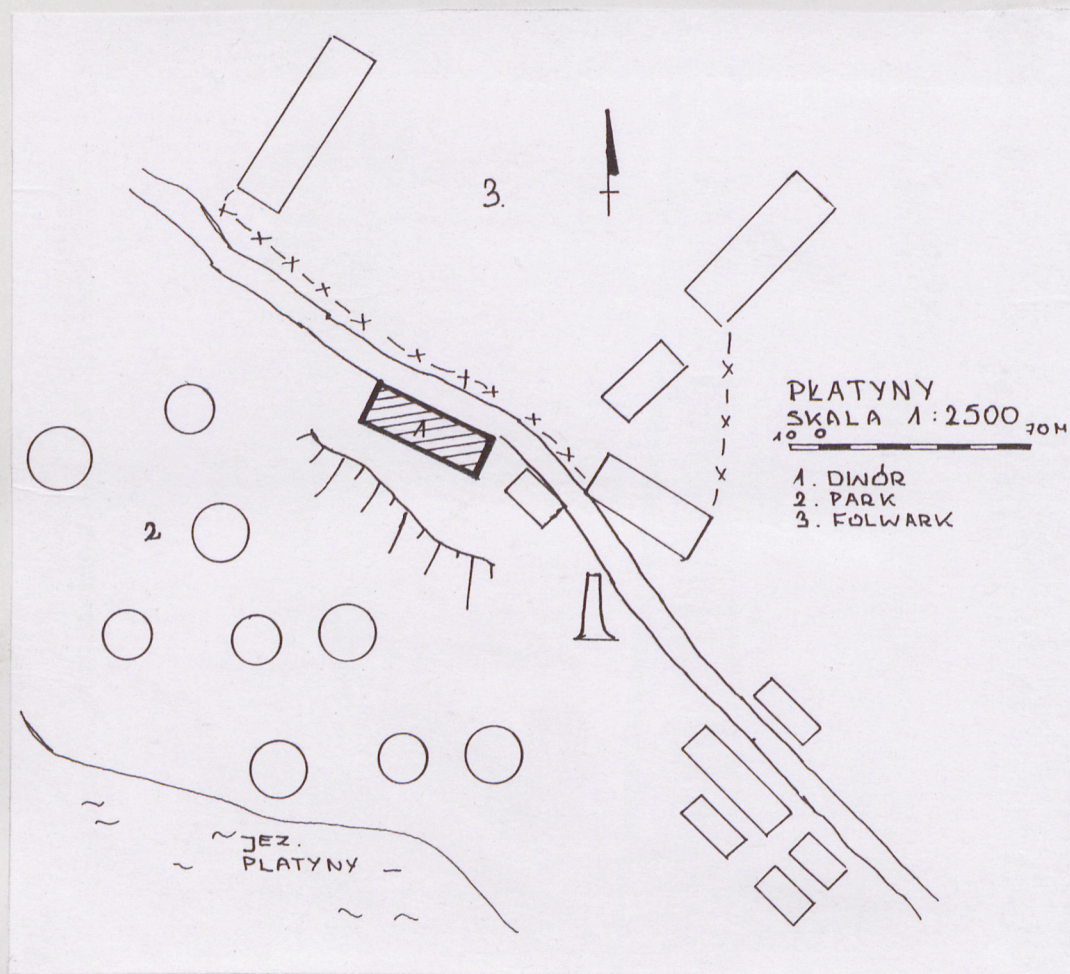 3.
PŁATYNY
SKALA 1:2500
10 0 70 M
1. DWÓR
2. PARK
3. FOLWARK
1
2
JEZ.
PLATYNY